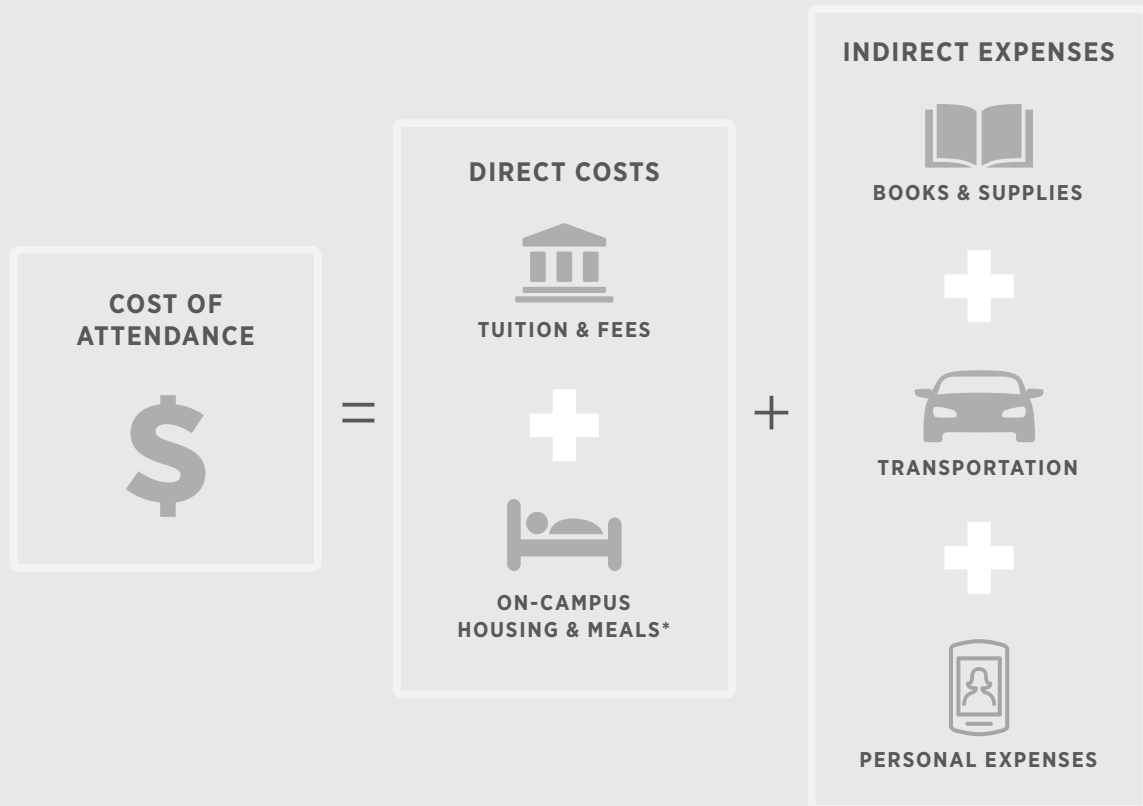 COST OF
ATTENDANCE
=
DIRECT COSTS
TUITION & FEES
ON-CAMPUS
HOUSING & MEALS*
+
INDIRECT EXPENSES
BOOKS & SUPPLIES
TRANSPORTATION
PERSONAL EXPENSES